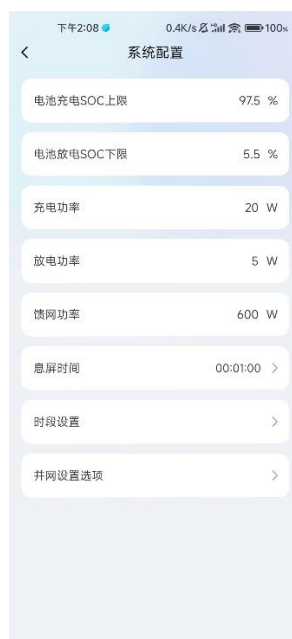 下午2:08 0.4K/s 100%
系统配置
电池充电SOC上限 97.5 %
电池放电SOC下限 5.5 %
充电功率 20 W
放电功率 5 W
馈网功率 600 W
息屏时间 00:01:00
时段设置
并网设置选项